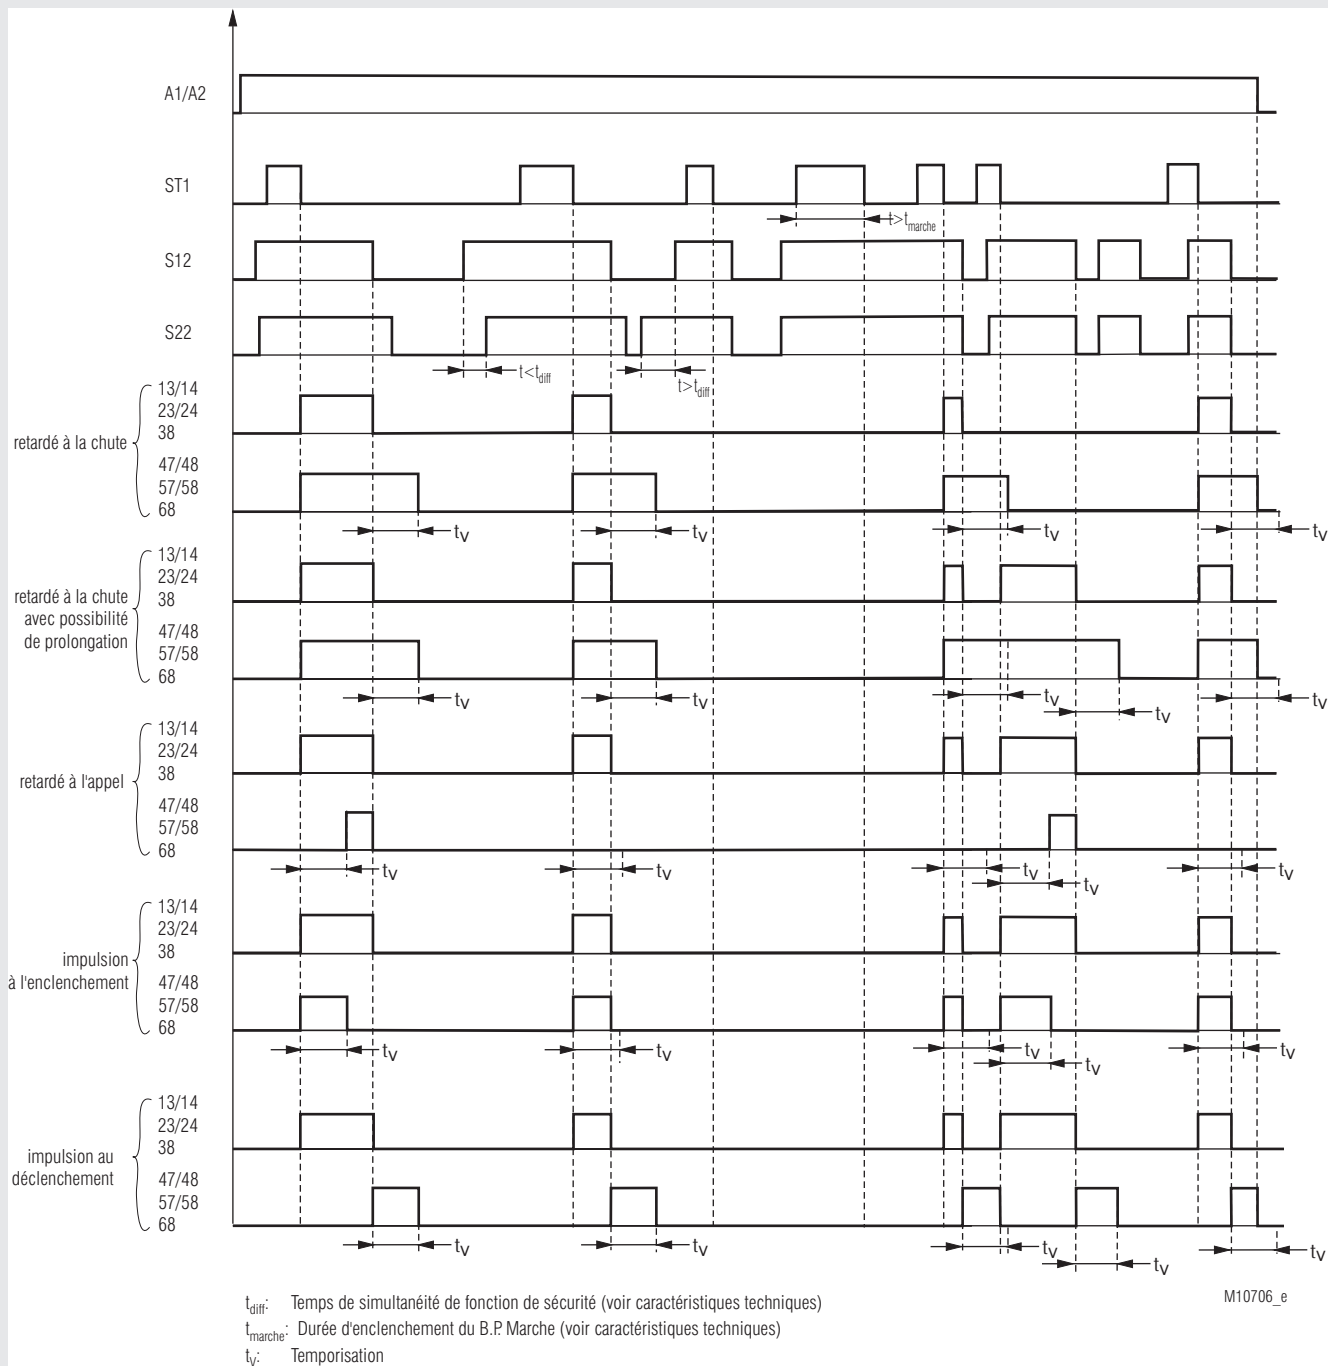 A1/A2
ST1
t>tmarche
S12
S22
t<tdiff
t>tdiff
13/14
23/24
38
retardé à la chute
47/48
57/58
68
tv tv tv tv
13/14
23/24
38
retardé à la chute
avec possibilité
de prolongation
47/48
57/58
68
tv tv tv tv
tv
13/14
23/24
38
retardé à l'appel
47/48
57/58
68
tv tv tv tv
tv
13/14
23/24
38
impulsion
à l'enclenchement
47/48
57/58
68
tv tv tv tv
tv
13/14
23/24
38
impulsion au
déclenchement
47/48
57/58
68
tv tv tv tv
tv
tdiff: Temps de simultanéité de fonction de sécurité (voir caractéristiques techniques)
M10706_e
tmarche: Durée d'enclenchement du B.P. Marche (voir caractéristiques techniques)
tv: Temporisation